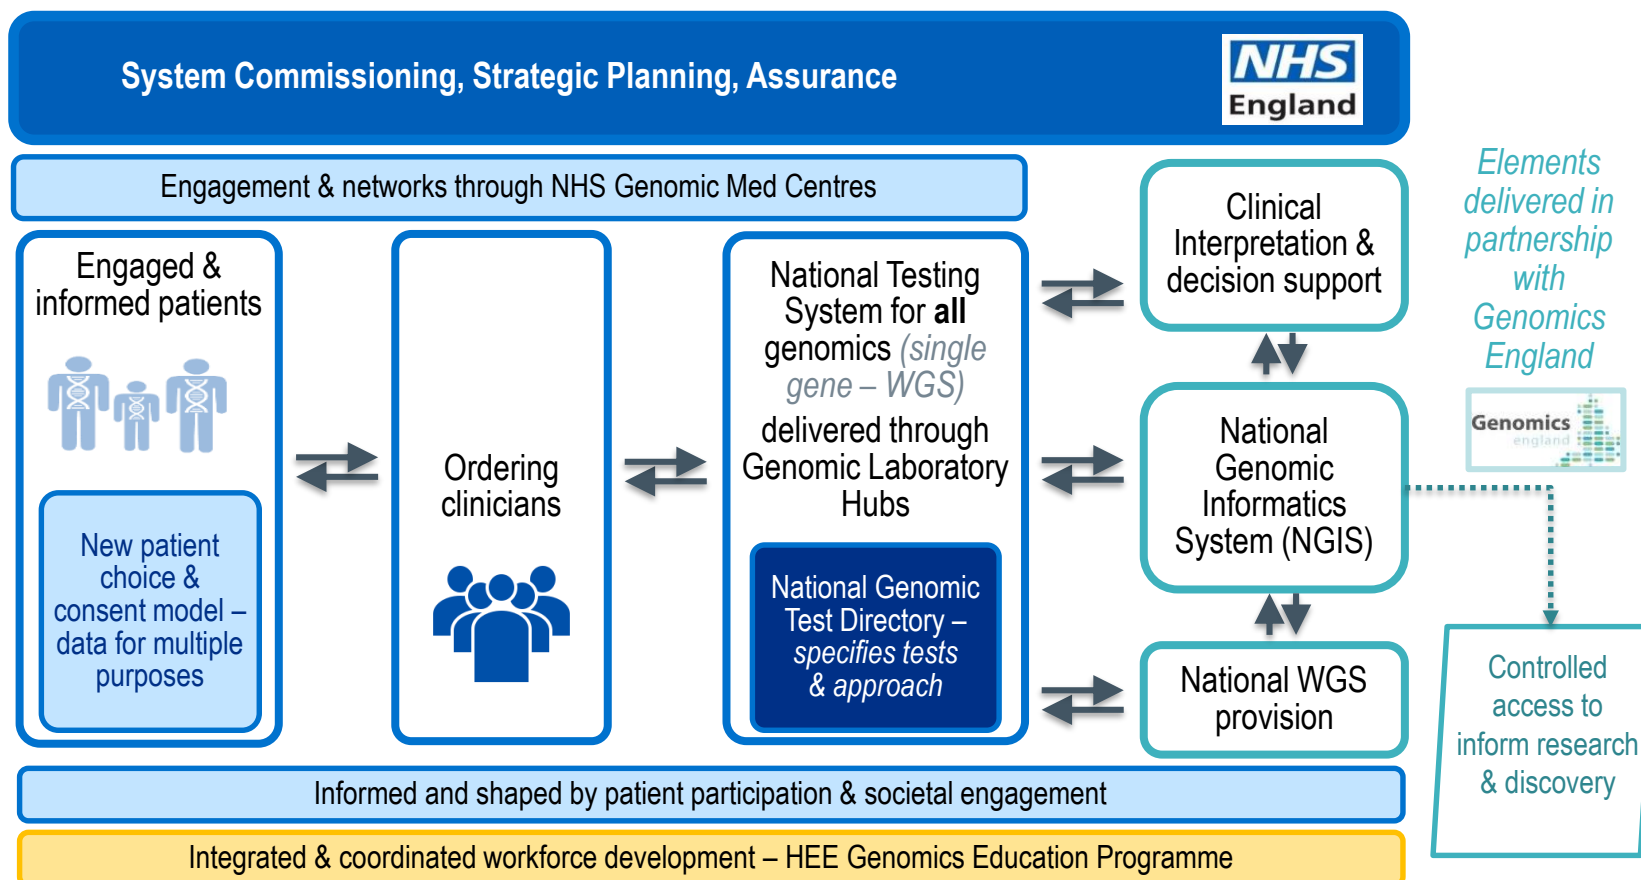 System Commissioning, Strategic Planning, Assurance
NHS
England
Engagement & networks through NHS Genomic Med Centres
Engaged &
informed patients
New patient
choice &
consent model –
data for multiple
purposes
Ordering
clinicians
National Testing
System for all
genomics (single
gene – WGS)
delivered through
Genomic Laboratory
Hubs
National Genomic
Test Directory –
specifies tests
& approach
Clinical
Interpretation &
decision support
National
Genomic
Informatics
System (NGIS)
National WGS
provision
Elements
delivered in
partnership
with
Genomics
England
Genomics
england
Controlled
access to
inform research
& discovery
Informed and shaped by patient participation & societal engagement
Integrated & coordinated workforce development – HEE Genomics Education Programme